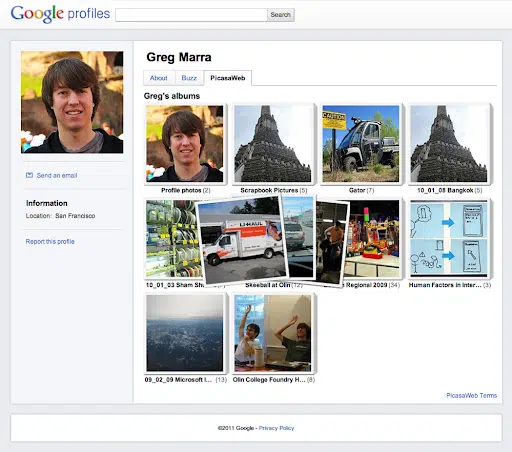 Google profiles
Search
Greg Marra
About Buzz PicasaWeb
Greg's albums
CAUTION
Profile photos (2) Scrapbook Pictures (5) Gator (7) 10_01_08 Bangkok (5)
Send an email
Information
Location: San Francisco
Report this profile
U-HAUL
10_01_03 Sham Shu Skeeball at Olin (12) Regional 2009 (34) Human Factors in Inter... (3)
09_02_09 Microsoft I... (13) Olin College Foundry H... (8)
PicasaWeb Terms
©2011 Google - Privacy Policy